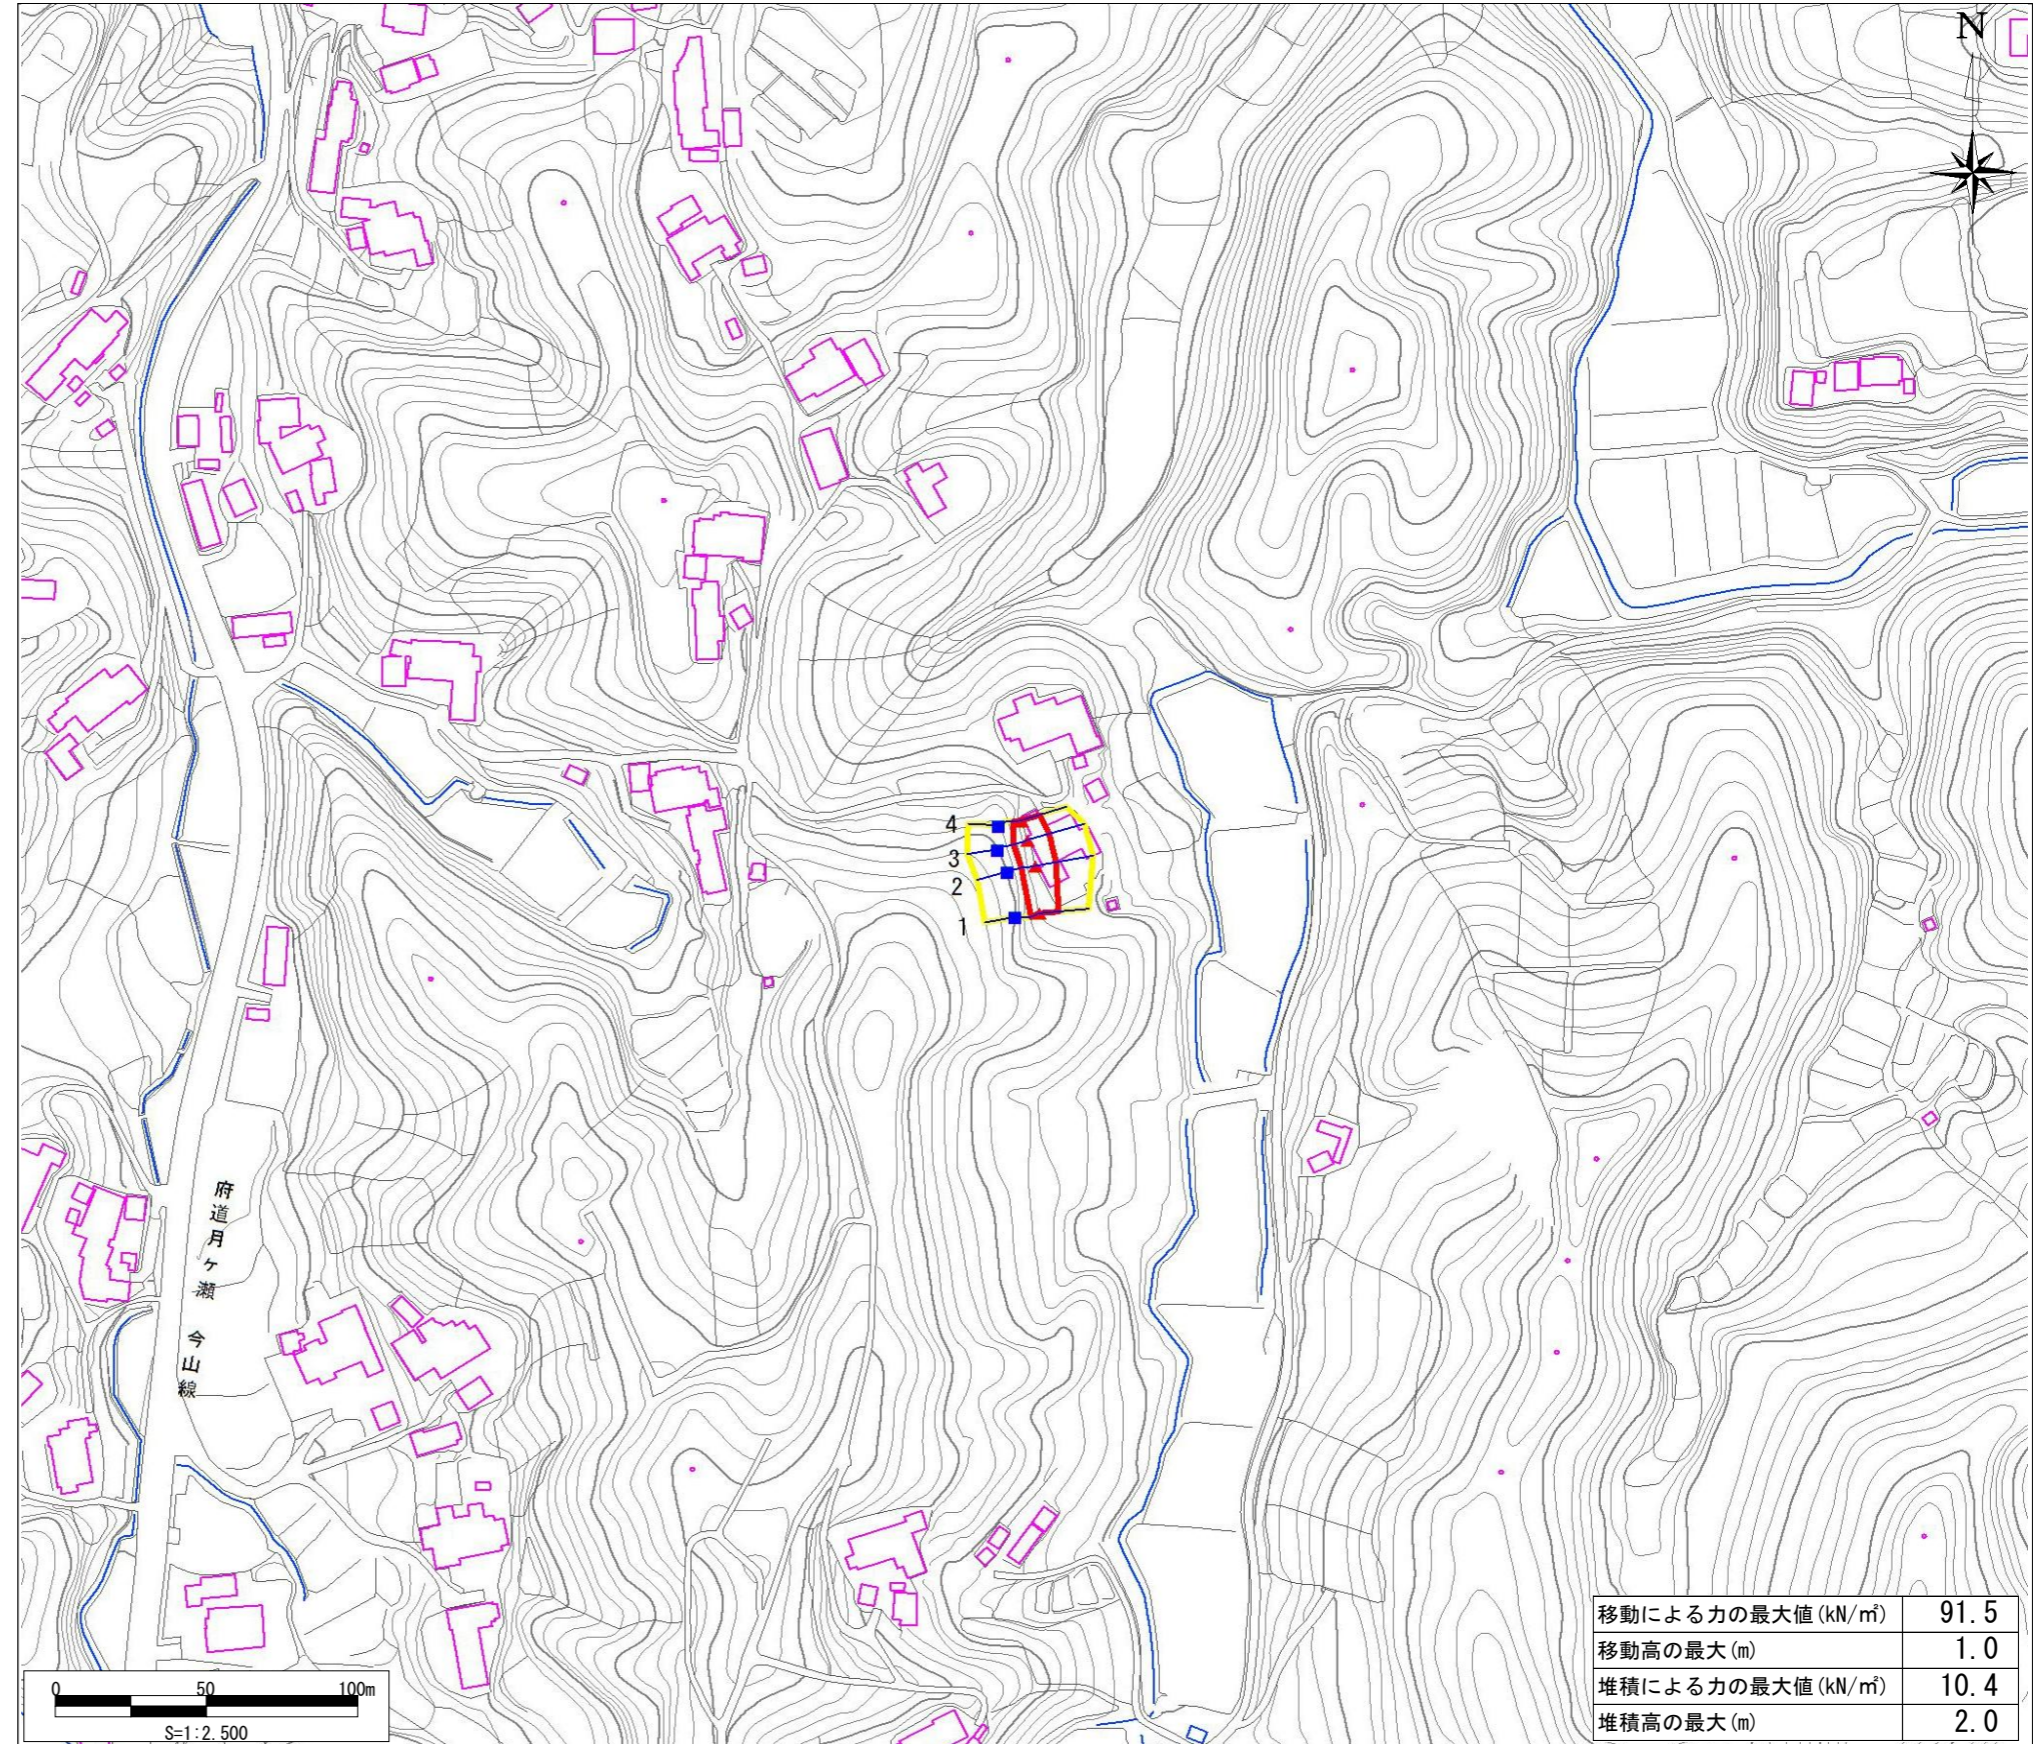 N
4
3
2
1
府道月ヶ瀬 今山線
移動による力の最大値(kN/㎡) 91.5
移動高の最大(m) 1.0
堆積による力の最大値(kN/㎡) 10.4
堆積高の最大(m) 2.0
0 50 100m
S=1:2.500